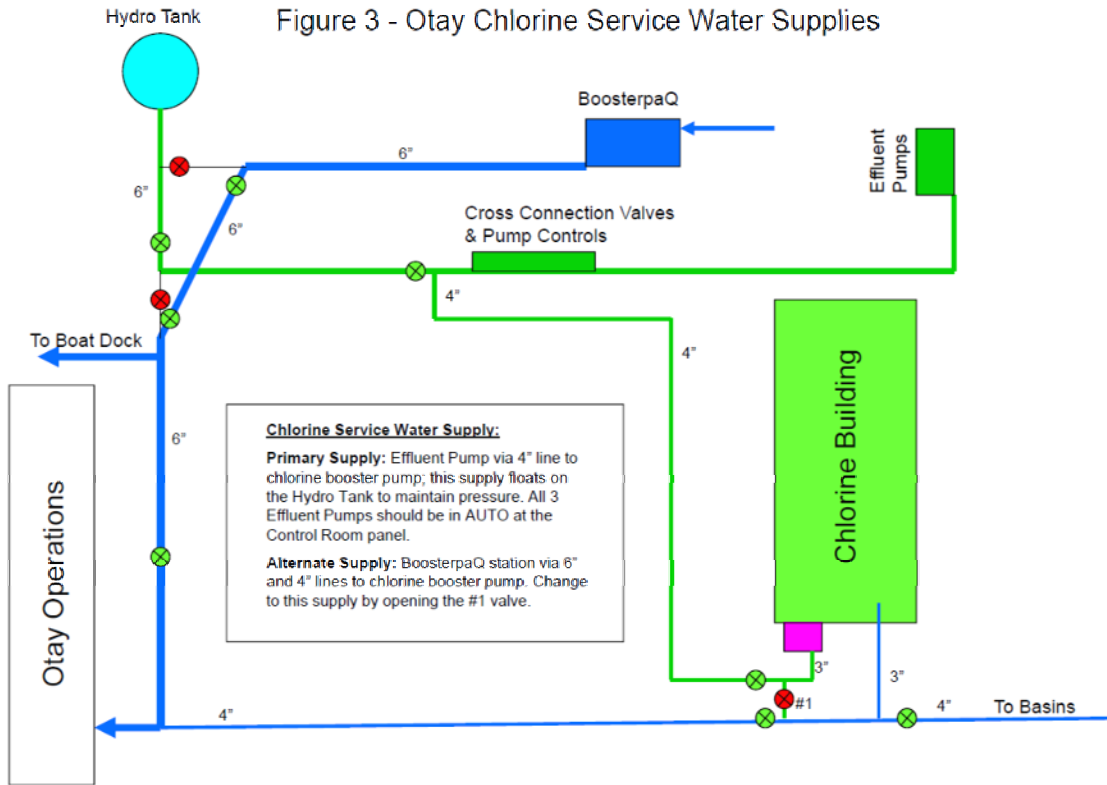 Hydro Tank
Figure 3 - Otay Chlorine Service Water Supplies
BoosterpaQ
Effluent
Pumps
6”
6”
6”
Cross Connection Valves
& Pump Controls
4”
To Boat Dock
4”
6”
Chlorine Building
Otay Operations
Chlorine Service Water Supply:
Primary Supply: Effluent Pump via 4” line to
chlorine booster pump; this supply floats on
the Hydro Tank to maintain pressure. All 3
Effluent Pumps should be in AUTO at the
Control Room panel.
Alternate Supply: BoosterpaQ station via 6”
and 4” lines to chlorine booster pump. Change
to this supply by opening the #1 valve.
3”
3”
#1
4”
4”
To Basins